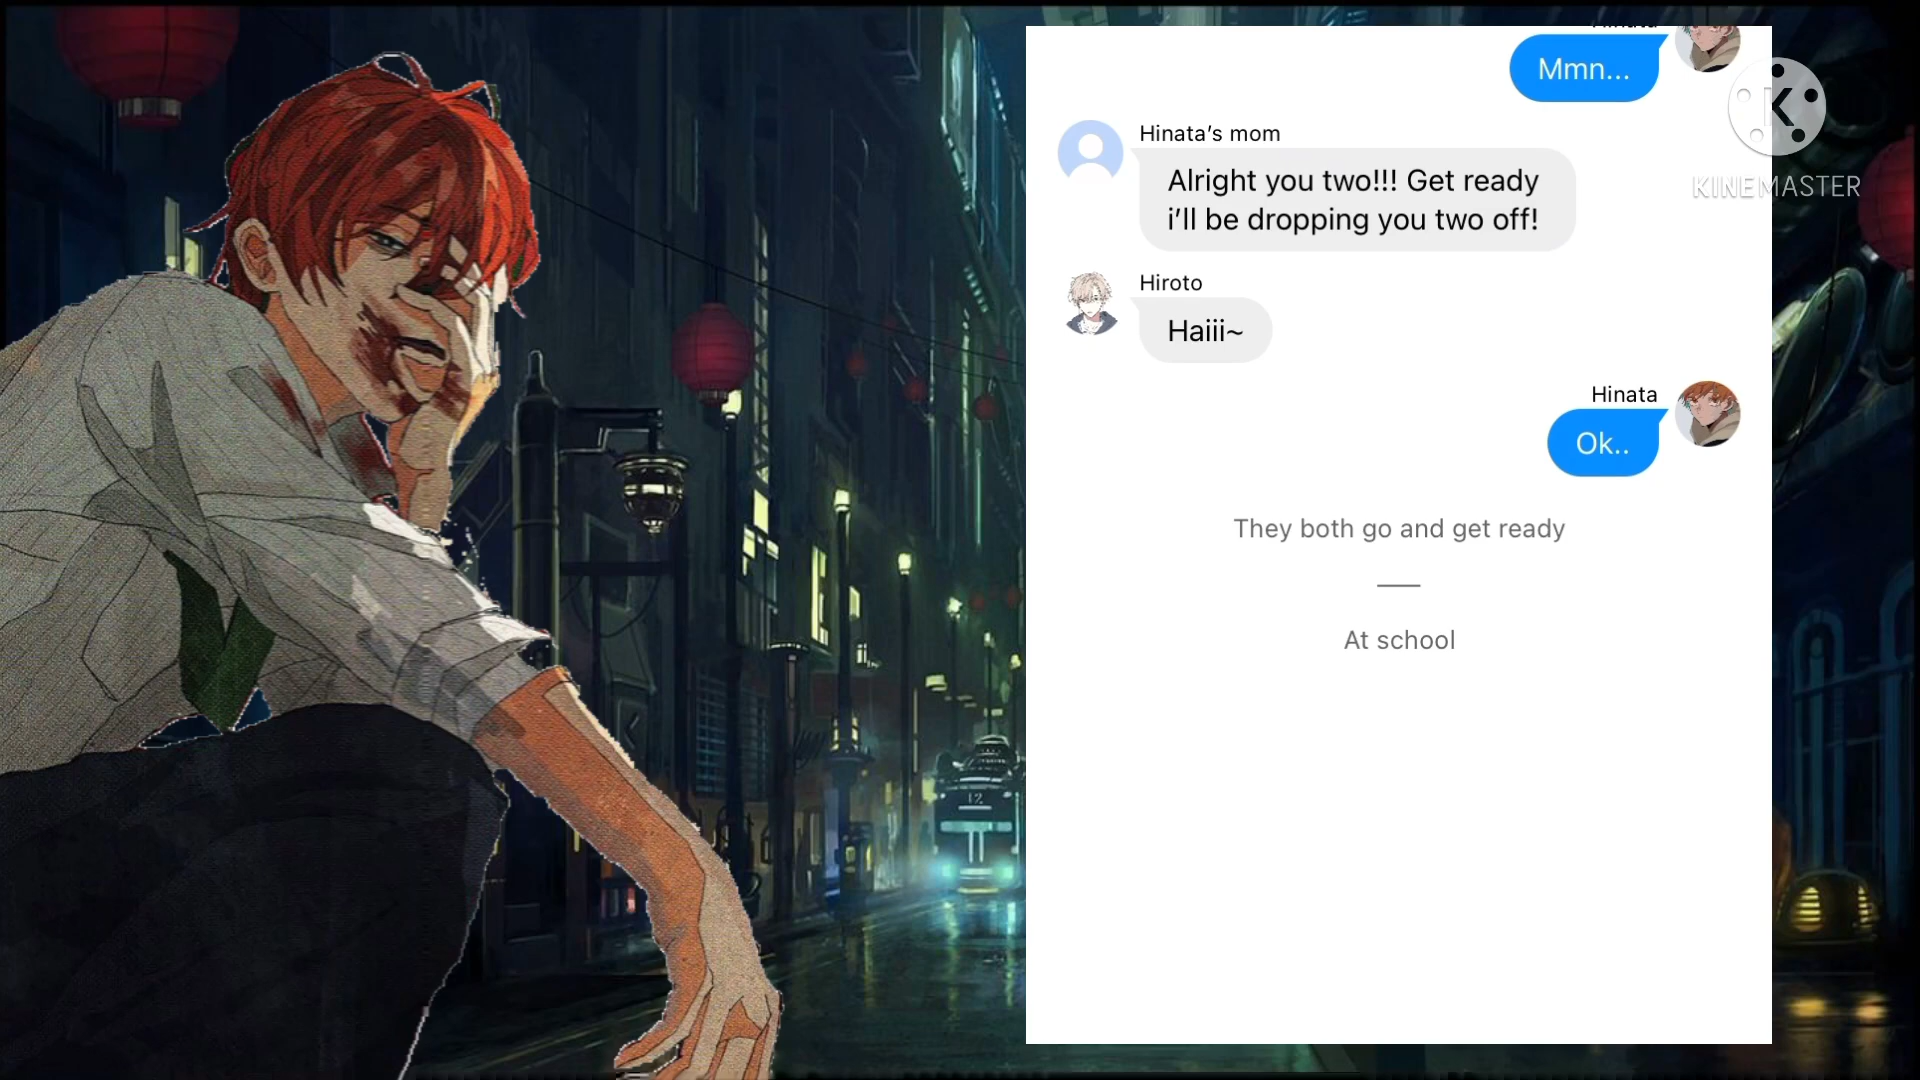 Mmn...
Hinata’s mom
Alright you two!!! Get ready
i’ll be dropping you two off!
Hiroto
Haiii~
Hinata
Ok..
They both go and get ready
At school
KINEMASTER
12